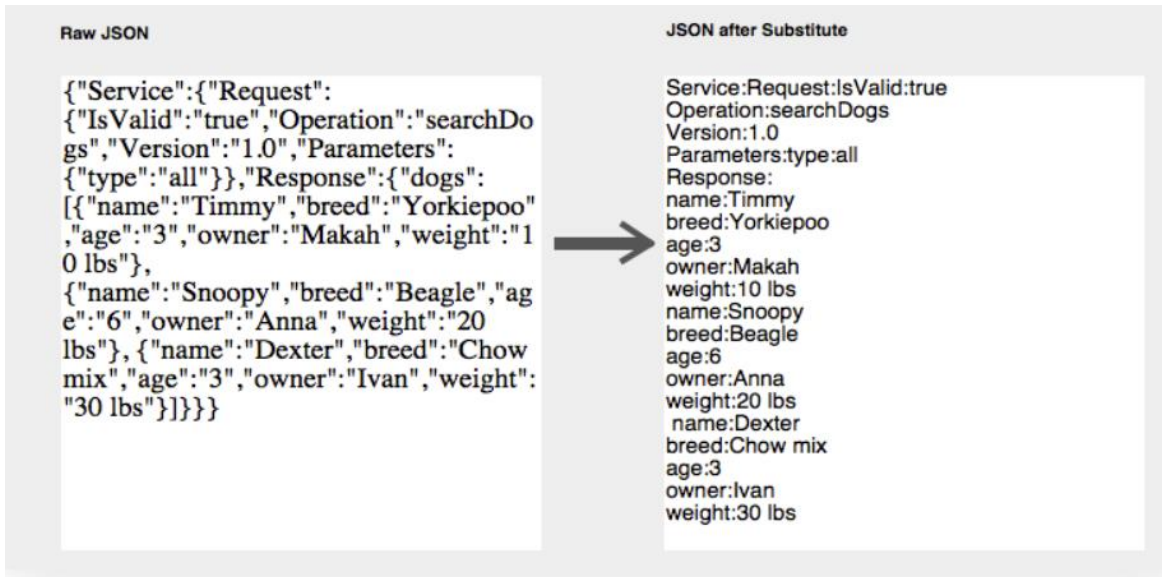 Raw JSON
{"Service":{"Request":
{"IsValid":"true","Operation":"searchDo
gs","Version":"1.0","Parameters":
{"type":"all"}},"Response":{"dogs":
[{"name":"Timmy","breed":"Yorkiepoo"
,"age":"3","owner":"Makah","weight":"1
0 lbs"},
{"name":"Snoopy","breed":"Beagle","ag
e":"6","owner":"Anna","weight":"20
lbs"}, {"name":"Dexter","breed":"Chow
mix","age":"3","owner":"Ivan","weight":
"30 lbs"}]}}}
JSON after Substitute
Service:Request:IsValid:true
Operation:searchDogs
Version:1.0
Parameters:type:all
Response:
name:Timmy
breed:Yorkiepoo
age:3
owner:Makah
weight:10 lbs
name:Snoopy
breed:Beagle
age:6
owner:Anna
weight:20 lbs
name:Dexter
breed:Chow mix
age:3
owner:Ivan
weight:30 lbs